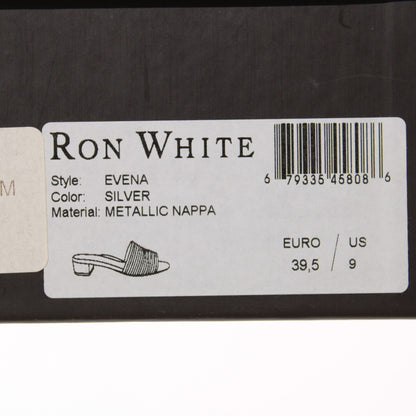 M
RON WHITE
Style: EVENA
Color: SILVER
Material: METALLIC NAPPA
6 79335 45808 6
EURO / US
39,5 / 9